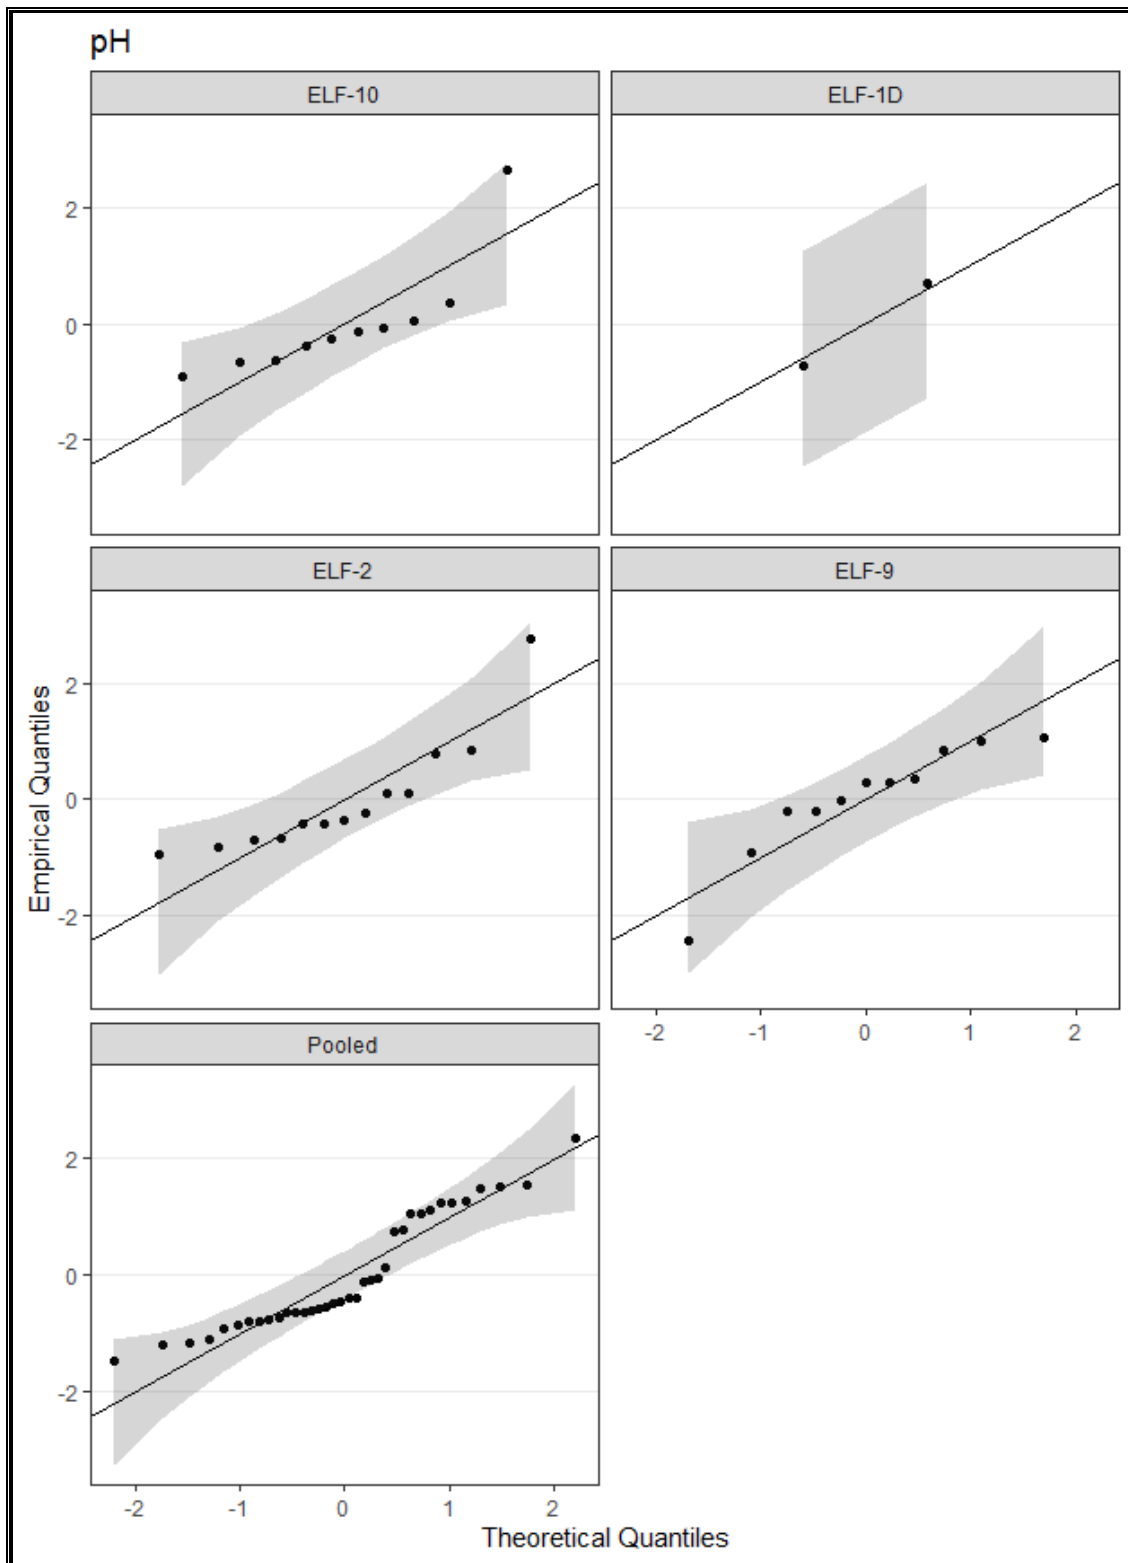 pH
ELF-10
ELF-1D
2
0
-2
ELF-2
ELF-9
2
0
-2
-2 -1 0 1 2
Pooled
2
0
-2
-2 -1 0 1 2
Empirical Quantiles
Theoretical Quantiles